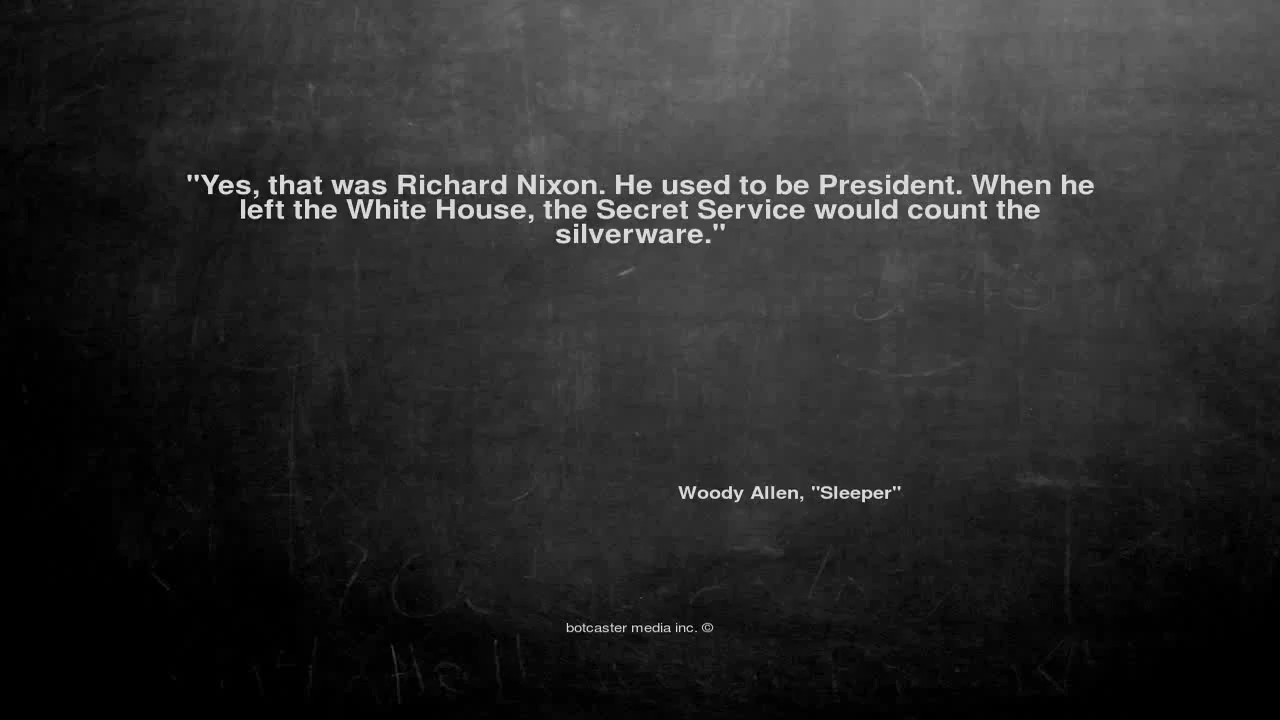 "Yes, that was Richard Nixon. He used to be President. When he
left the White House, the Secret Service would count the
silverware."
Woody Allen, "Sleeper"
botcaster media inc. ©